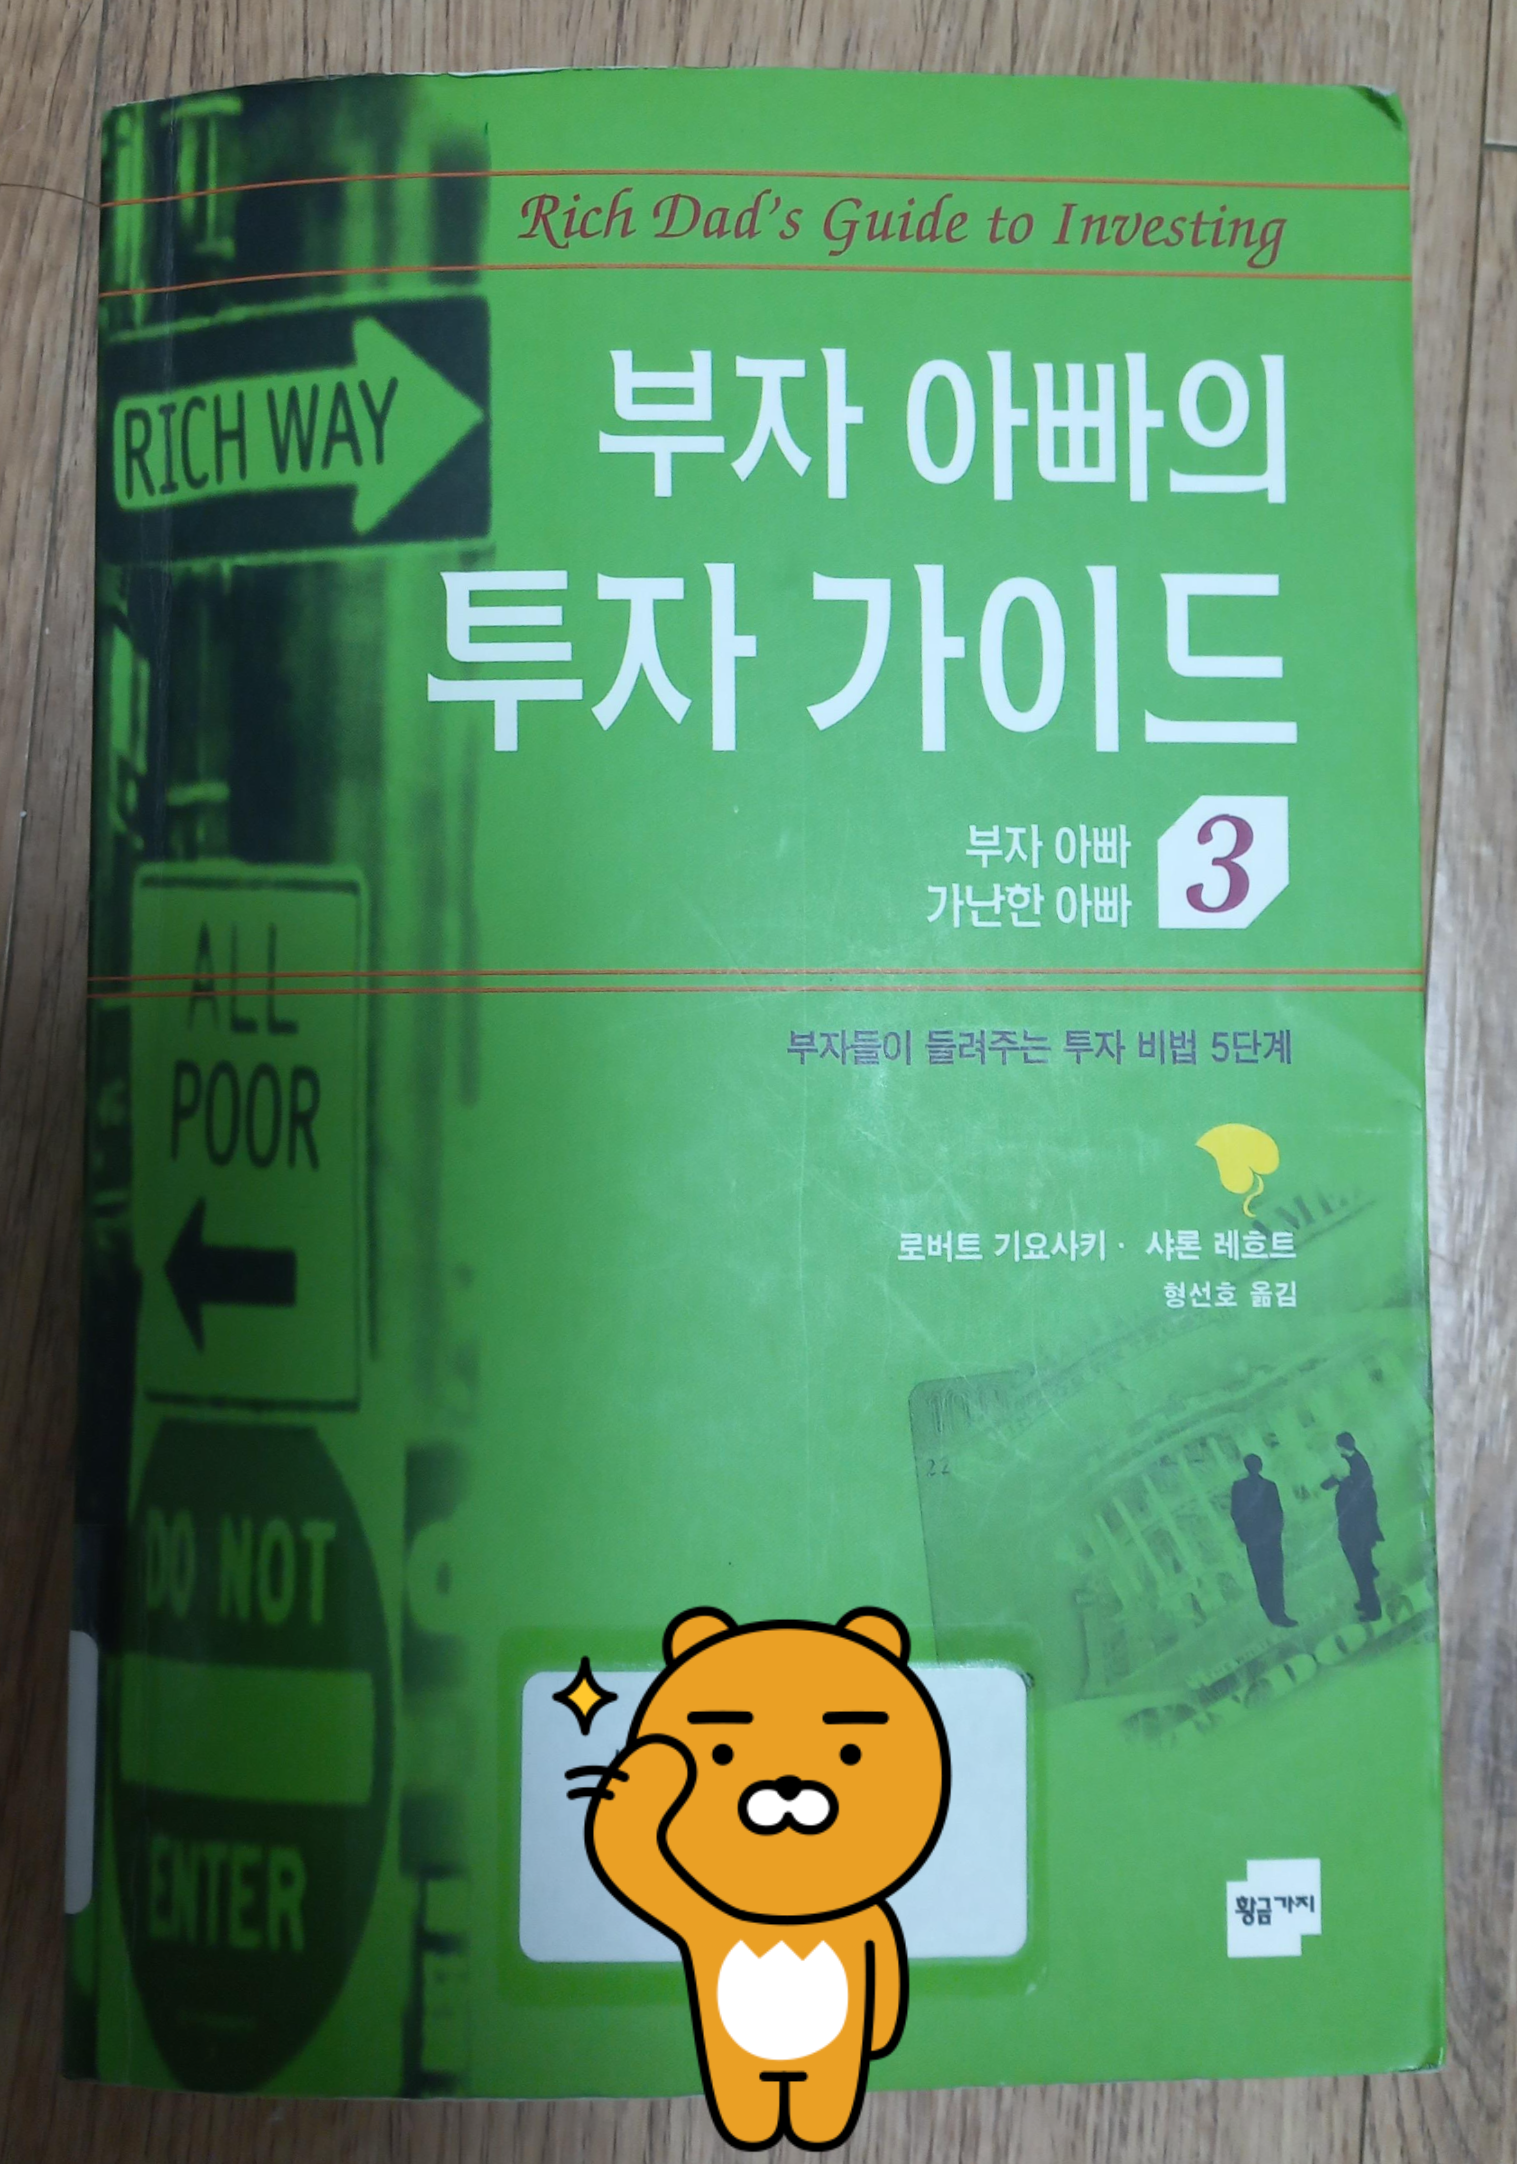 Rich Dad's Guide to Investing
RICH WAY
부자 아빠의
투자 가이드
부자 아빠
가난한 아빠
3
ALL
POOR
부자들이 들려주는 투자 비법 5단계
로버트 기요사키 · 샤론 레흐트
형선호 옮김
DO NOT
ENTER
황금가지